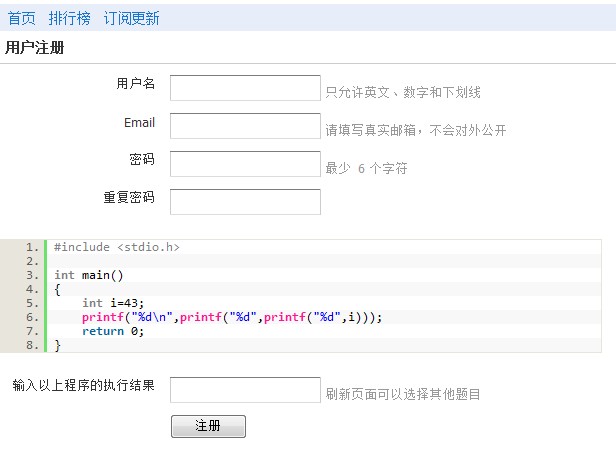 首页 排行榜 订阅更新
用户注册
用户名 只允许英文、数字和下划线
Email 请填写真实邮箱，不会对外公开
密码 最少 6 个字符
重复密码
1. #include <stdio.h>
2.
3. int main()
4. {
5. int i=43;
6. printf("%d\n",printf("%d",printf("%d",i)));
7. return 0;
8. }
输入以上程序的执行结果 刷新页面可以选择其他题目
注册